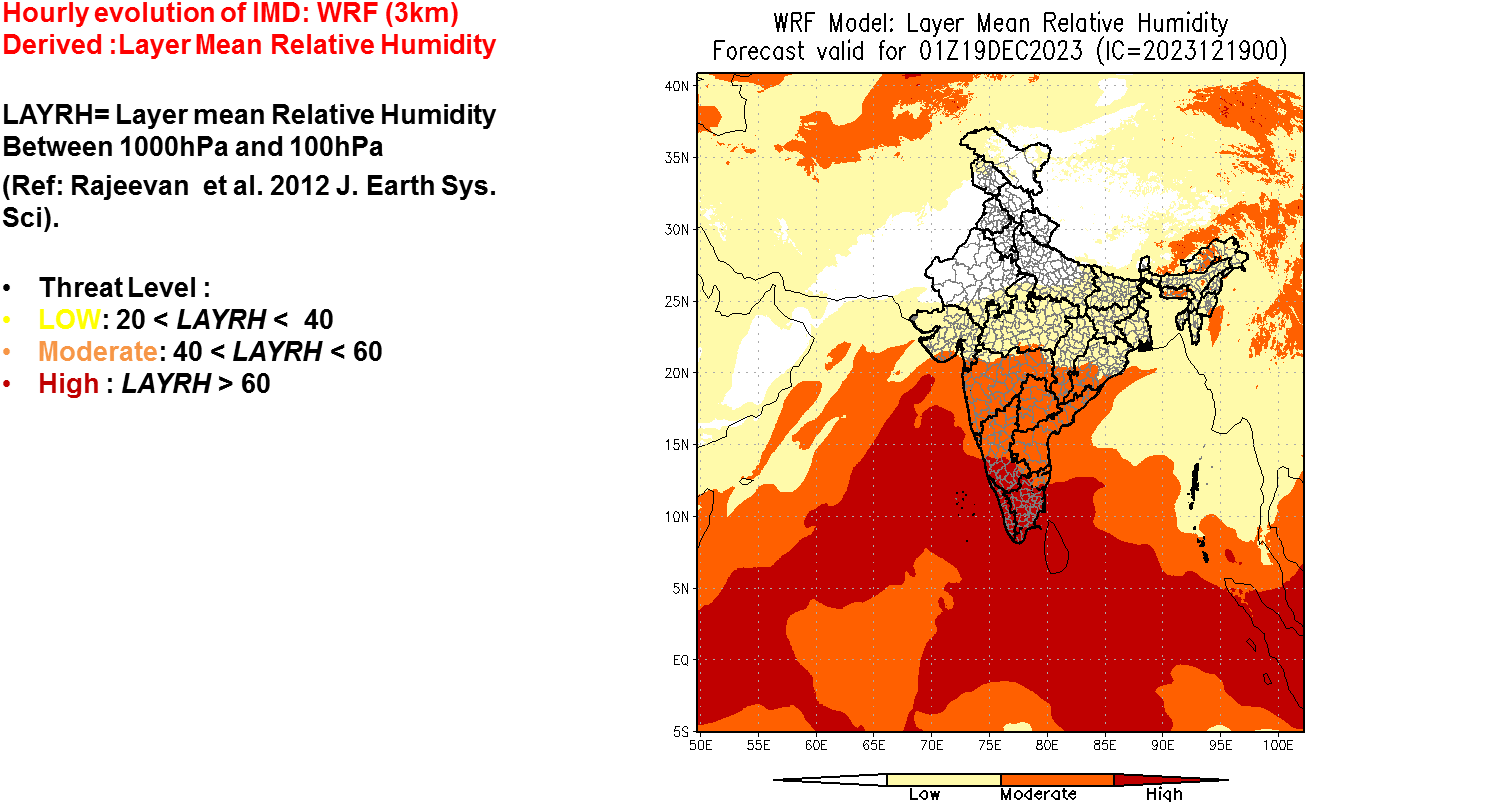 Hourly evolution of IMD: WRF (3km)
Derived :Layer Mean Relative Humidity
LAYRH= Layer mean Relative Humidity
Between 1000hPa and 100hPa
(Ref: Rajeevan et al. 2012 J. Earth Sys.
Sci).
• Threat Level :
• LOW: 20 < LAYRH < 40
• Moderate: 40 < LAYRH < 60
• High : LAYRH > 60
WRF Model: Layer Mean Relative Humidity
Forecast valid for 01Z19DEC2023 (IC=2023121900)
40N
35N
30N
25N
20N
15N
10N
5N
EQ
5S
50E 55E 60E 65E 70E 75E 80E 85E 90E 95E 100E
Low Moderate High